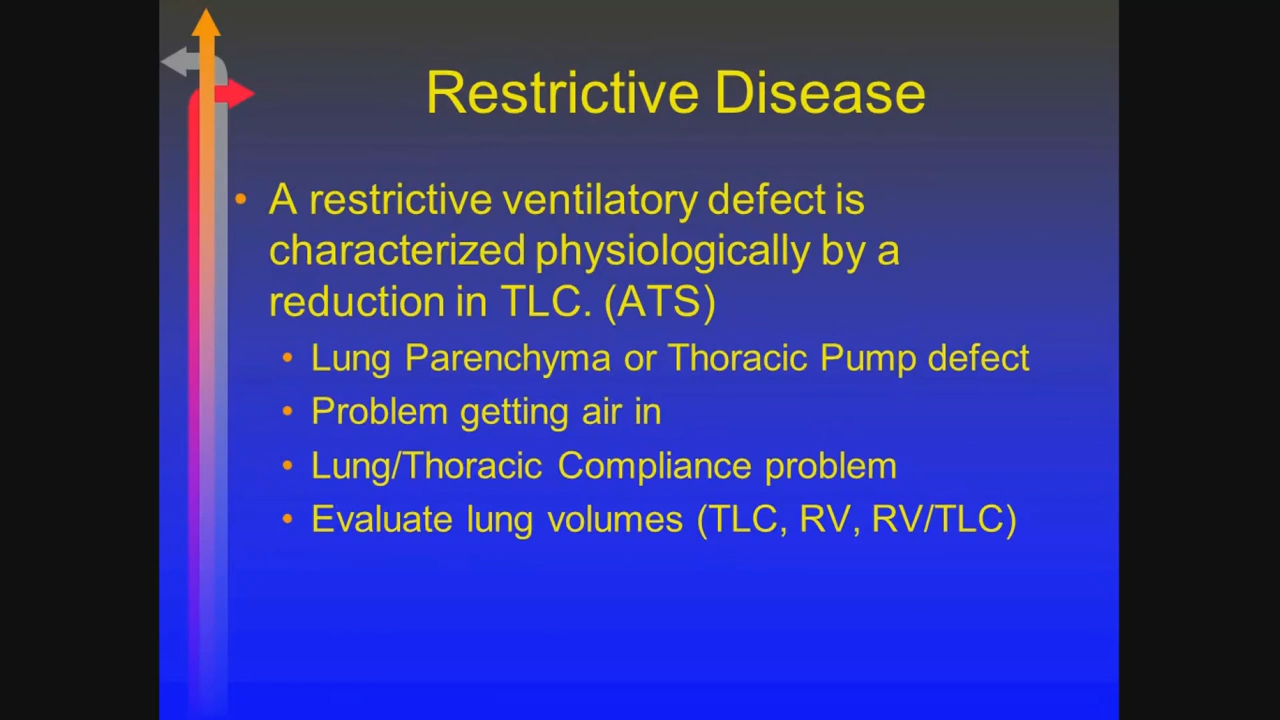 Restrictive Disease
• A restrictive ventilatory defect is
characterized physiologically by a
reduction in TLC. (ATS)
• Lung Parenchyma or Thoracic Pump defect
• Problem getting air in
• Lung/Thoracic Compliance problem
• Evaluate lung volumes (TLC, RV, RV/TLC)